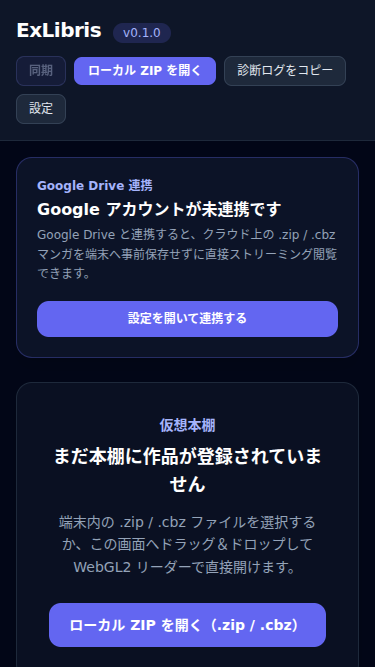 ExLibris v0.1.0
同期 ローカル ZIP を開く 診断ログをコピー
設定
Google Drive 連携
Google アカウントが未連携です
Google Drive と連携すると、クラウド上の .zip / .cbz
マンガを端末へ事前保存せずに直接ストリーミング閲覧
できます。
設定を開いて連携する
仮想本棚
まだ本棚に作品が登録されていま
せん
端末内の .zip / .cbz ファイルを選択する
か、この画面へドラッグ＆ドロップして
WebGL2 リーダーで直接開けます。
ローカル ZIP を開く（.zip / .cbz）